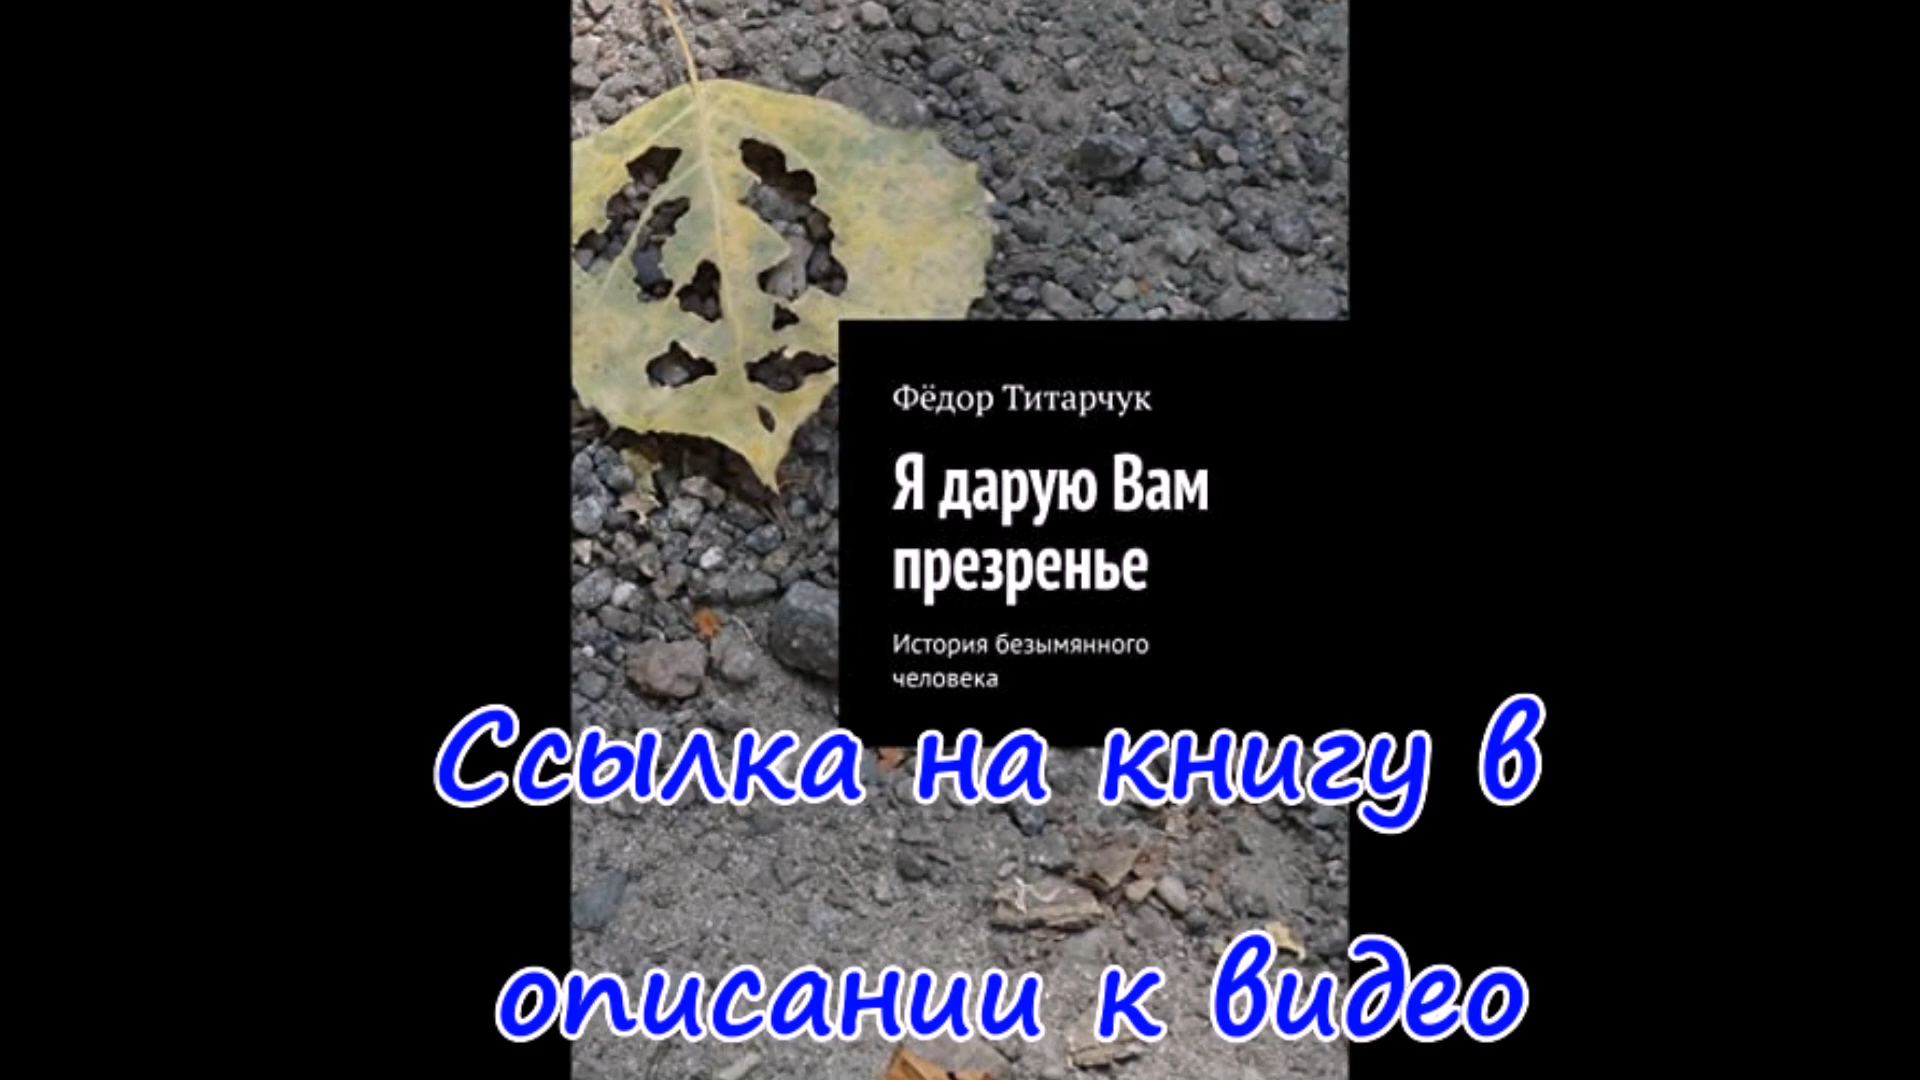 Фёдор Титарчук
Я дарую Вам
презренье
История безымянного
человека
Ссылка на книгу в
описании к видео